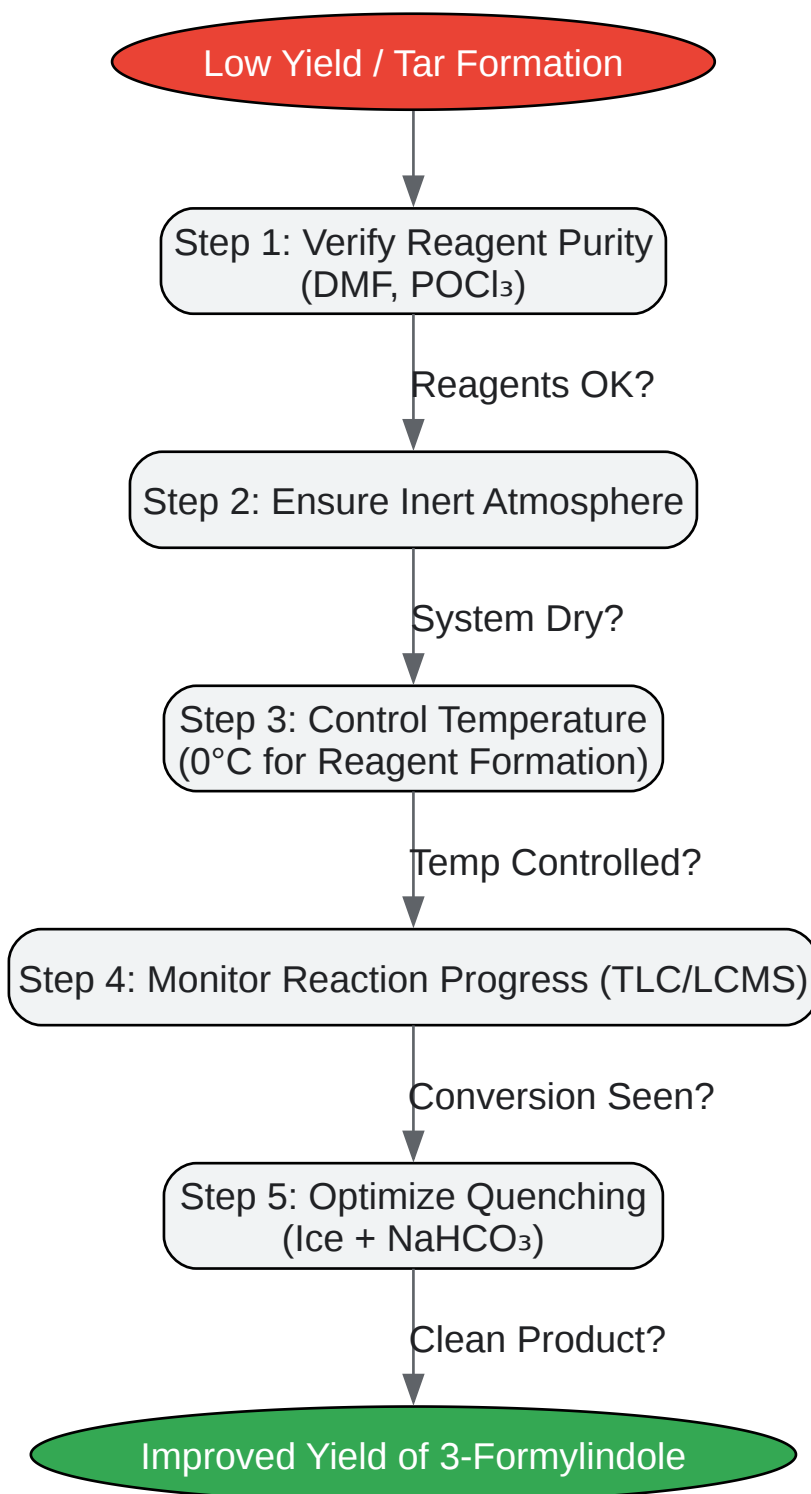 Low Yield / Tar Formation
Step 1: Verify Reagent Purity
(DMF, POCl₃)
Reagents OK?
Step 2: Ensure Inert Atmosphere
System Dry?
Step 3: Control Temperature
(0°C for Reagent Formation)
Temp Controlled?
Step 4: Monitor Reaction Progress (TLC/LCMS)
Conversion Seen?
Step 5: Optimize Quenching
(Ice + NaHCO₃)
Clean Product?
Improved Yield of 3-Formylindole